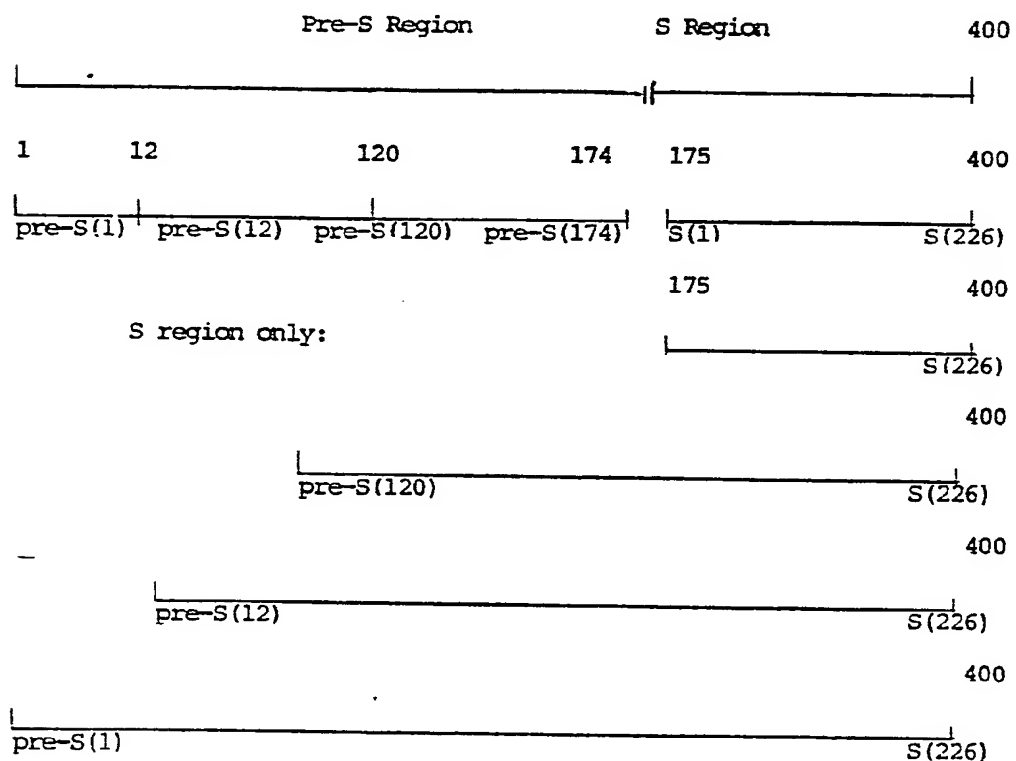 Pre-S Region S Region 400
1 12 120 174 175 400
pre-S(1) pre-S(12) pre-S(120) pre-S(174) S(1) S(226)
175 400
S region only:
S(226)
400
pre-S(120) S(226)
400
pre-S(12) S(226)
400
pre-S(1) S(226)